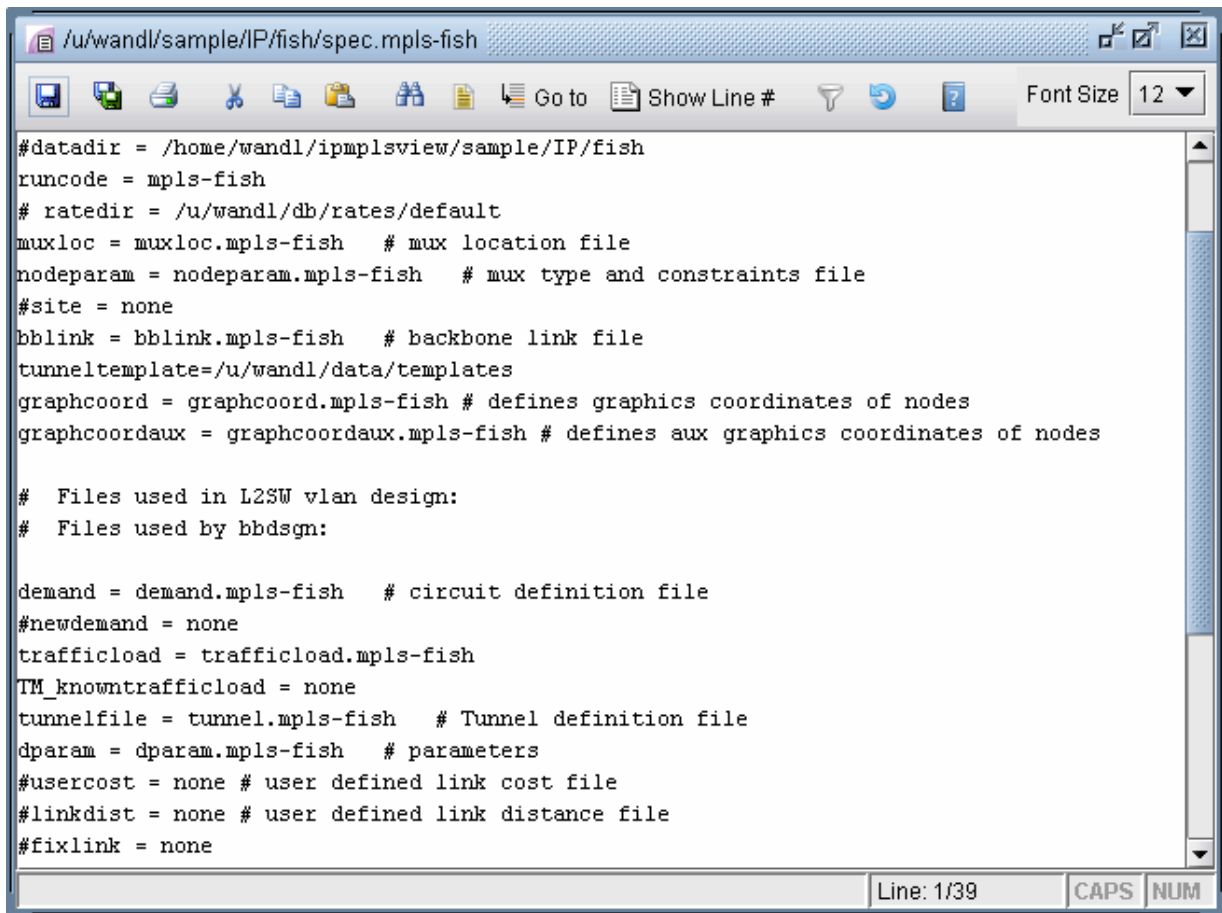 /u/wandl/sample/IP/fish/spec.mpls-fish
Go to Show Line # Font Size 12
#datadir = /home/wandl/ipmplsview/sample/IP/fish
runcode = mpls-fish
# ratedir = /u/wandl/db/rates/default
muxloc = muxloc.mpls-fish   # mux location file
nodeparam = nodeparam.mpls-fish   # mux type and constraints file
#site = none
bblink = bblink.mpls-fish   # backbone link file
tunneltemplate=/u/wandl/data/templates
graphcoord = graphcoord.mpls-fish # defines graphics coordinates of nodes
graphcoordaux = graphcoordaux.mpls-fish # defines aux graphics coordinates of nodes
#  Files used in L2SW vlan design:
#  Files used by bbdsgn:
demand = demand.mpls-fish   # circuit definition file
#newdemand = none
trafficload = trafficload.mpls-fish
TM_knowntrafficload = none
tunnelfile = tunnel.mpls-fish   # Tunnel definition file
dparam = dparam.mpls-fish   # parameters
#usercost = none # user defined link cost file
#linkdist = none # user defined link distance file
#fixlink = none
Line: 1/39 CAPS NUM